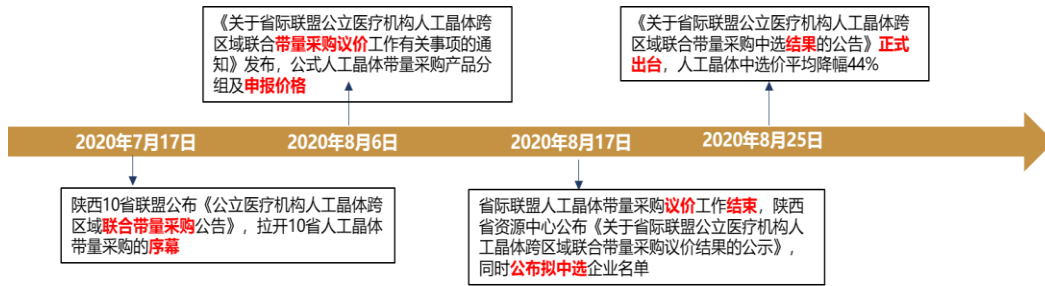 《关于省际联盟公立医疗机构人工晶体跨
区域联合带量采购议价工作有关事项的通
知》发布，公式人工晶体带量采购产品分
组及申报价格
《关于省际联盟公立医疗机构人工晶体跨
区域联合带量采购中选结果的公告》正式
出台，人工晶体中选价平均降幅44%
2020年7月17日
2020年8月6日
2020年8月17日
2020年8月25日
陕西10省联盟公布《公立医疗机构人工晶体跨
区域联合带量采购公告》，拉开10省人工晶体
带量采购的序幕
省际联盟人工晶体带量采购议价工作结束，陕西
省资源中心公布《关于省际联盟公立医疗机构人
工晶体跨区域联合带量采购议价结果的公示》，
同时公布拟中选企业名单